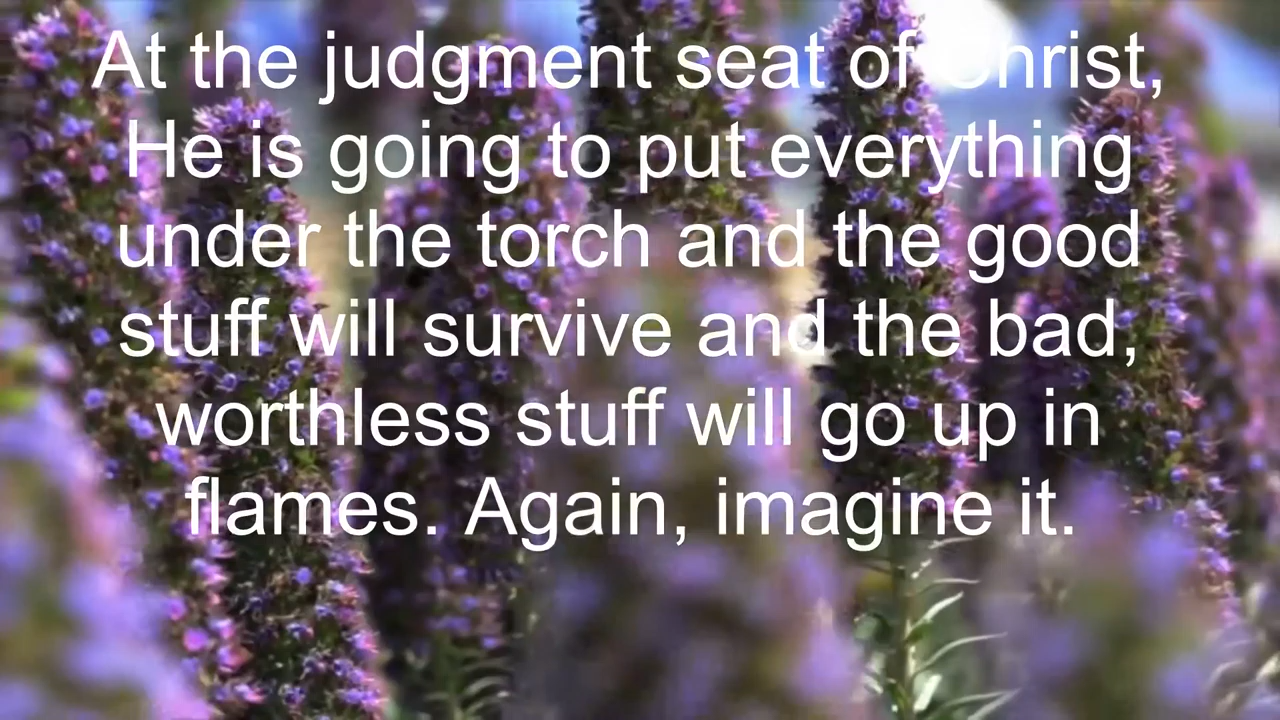 At the judgment seat of Christ,
He is going to put everything
under the torch and the good
stuff will survive and the bad,
worthless stuff will go up in
flames. Again, imagine it.